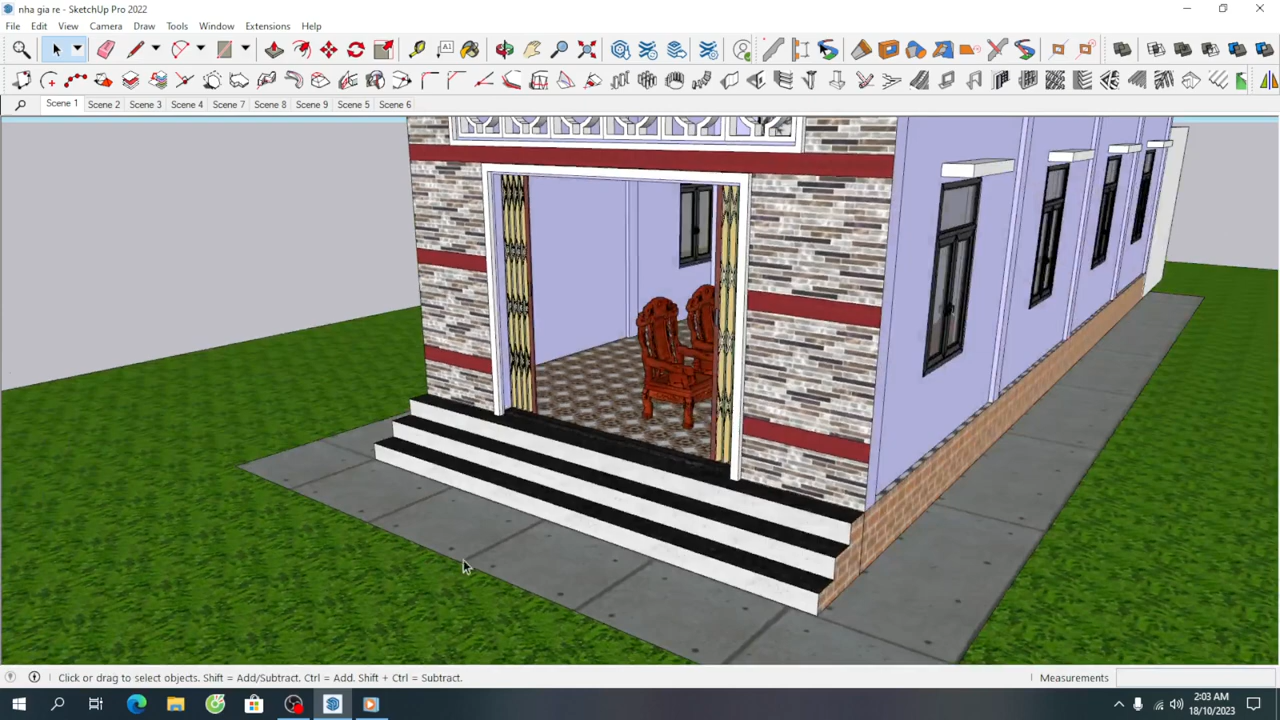 nha gia re - SketchUp Pro 2022
File Edit View Camera Draw Tools Window Extensions Help
Scene 1 Scene 2 Scene 3 Scene 4 Scene 7 Scene 8 Scene 9 Scene 5 Scene 6
Click or drag to select objects. Shift = Add/Subtract. Ctrl = Add. Shift + Ctrl = Subtract. Measurements
2:03 AM
18/10/2023